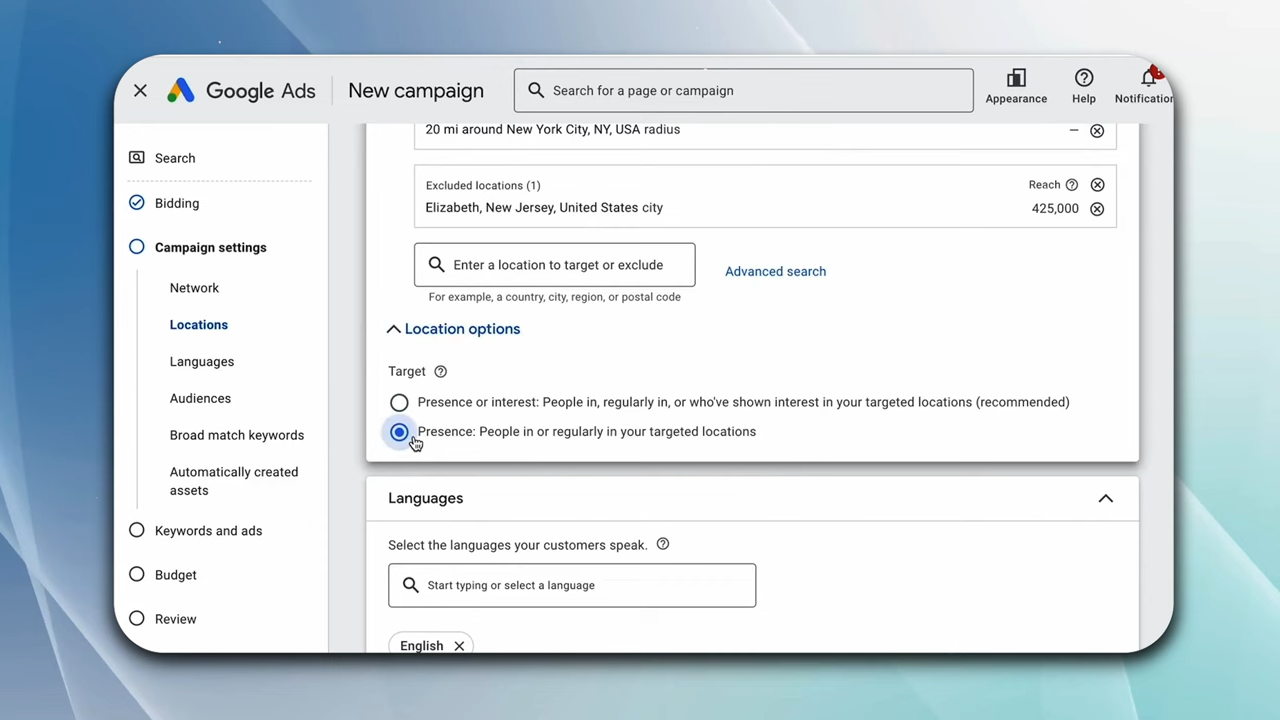 Google Ads
New campaign
Search for a page or campaign
Appearance
Help
Notification
Search
Bidding
Campaign settings
Network
Locations
Languages
Audiences
Broad match keywords
Automatically created
assets
Keywords and ads
Budget
Review
20 mi around New York City, NY, USA radius
Excluded locations (1)
Reach
Elizabeth, New Jersey, United States city
425,000
Enter a location to target or exclude
Advanced search
For example, a country, city, region, or postal code
Location options
Target
Presence or interest: People in, regularly in, or who've shown interest in your targeted locations (recommended)
Presence: People in or regularly in your targeted locations
Languages
Select the languages your customers speak.
Start typing or select a language
English